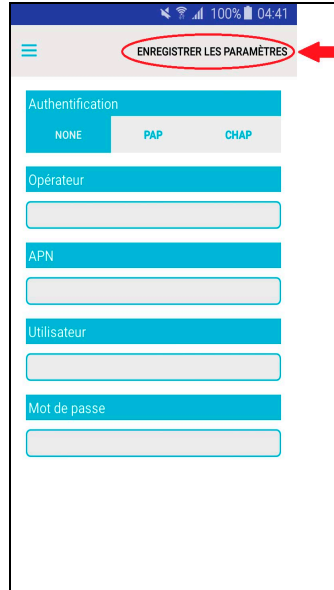 100% 04:41
ENREGISTRER LES PARAMÈTRES
Authentification
NONE PAP CHAP
Opérateur
APN
Utilisateur
Mot de passe